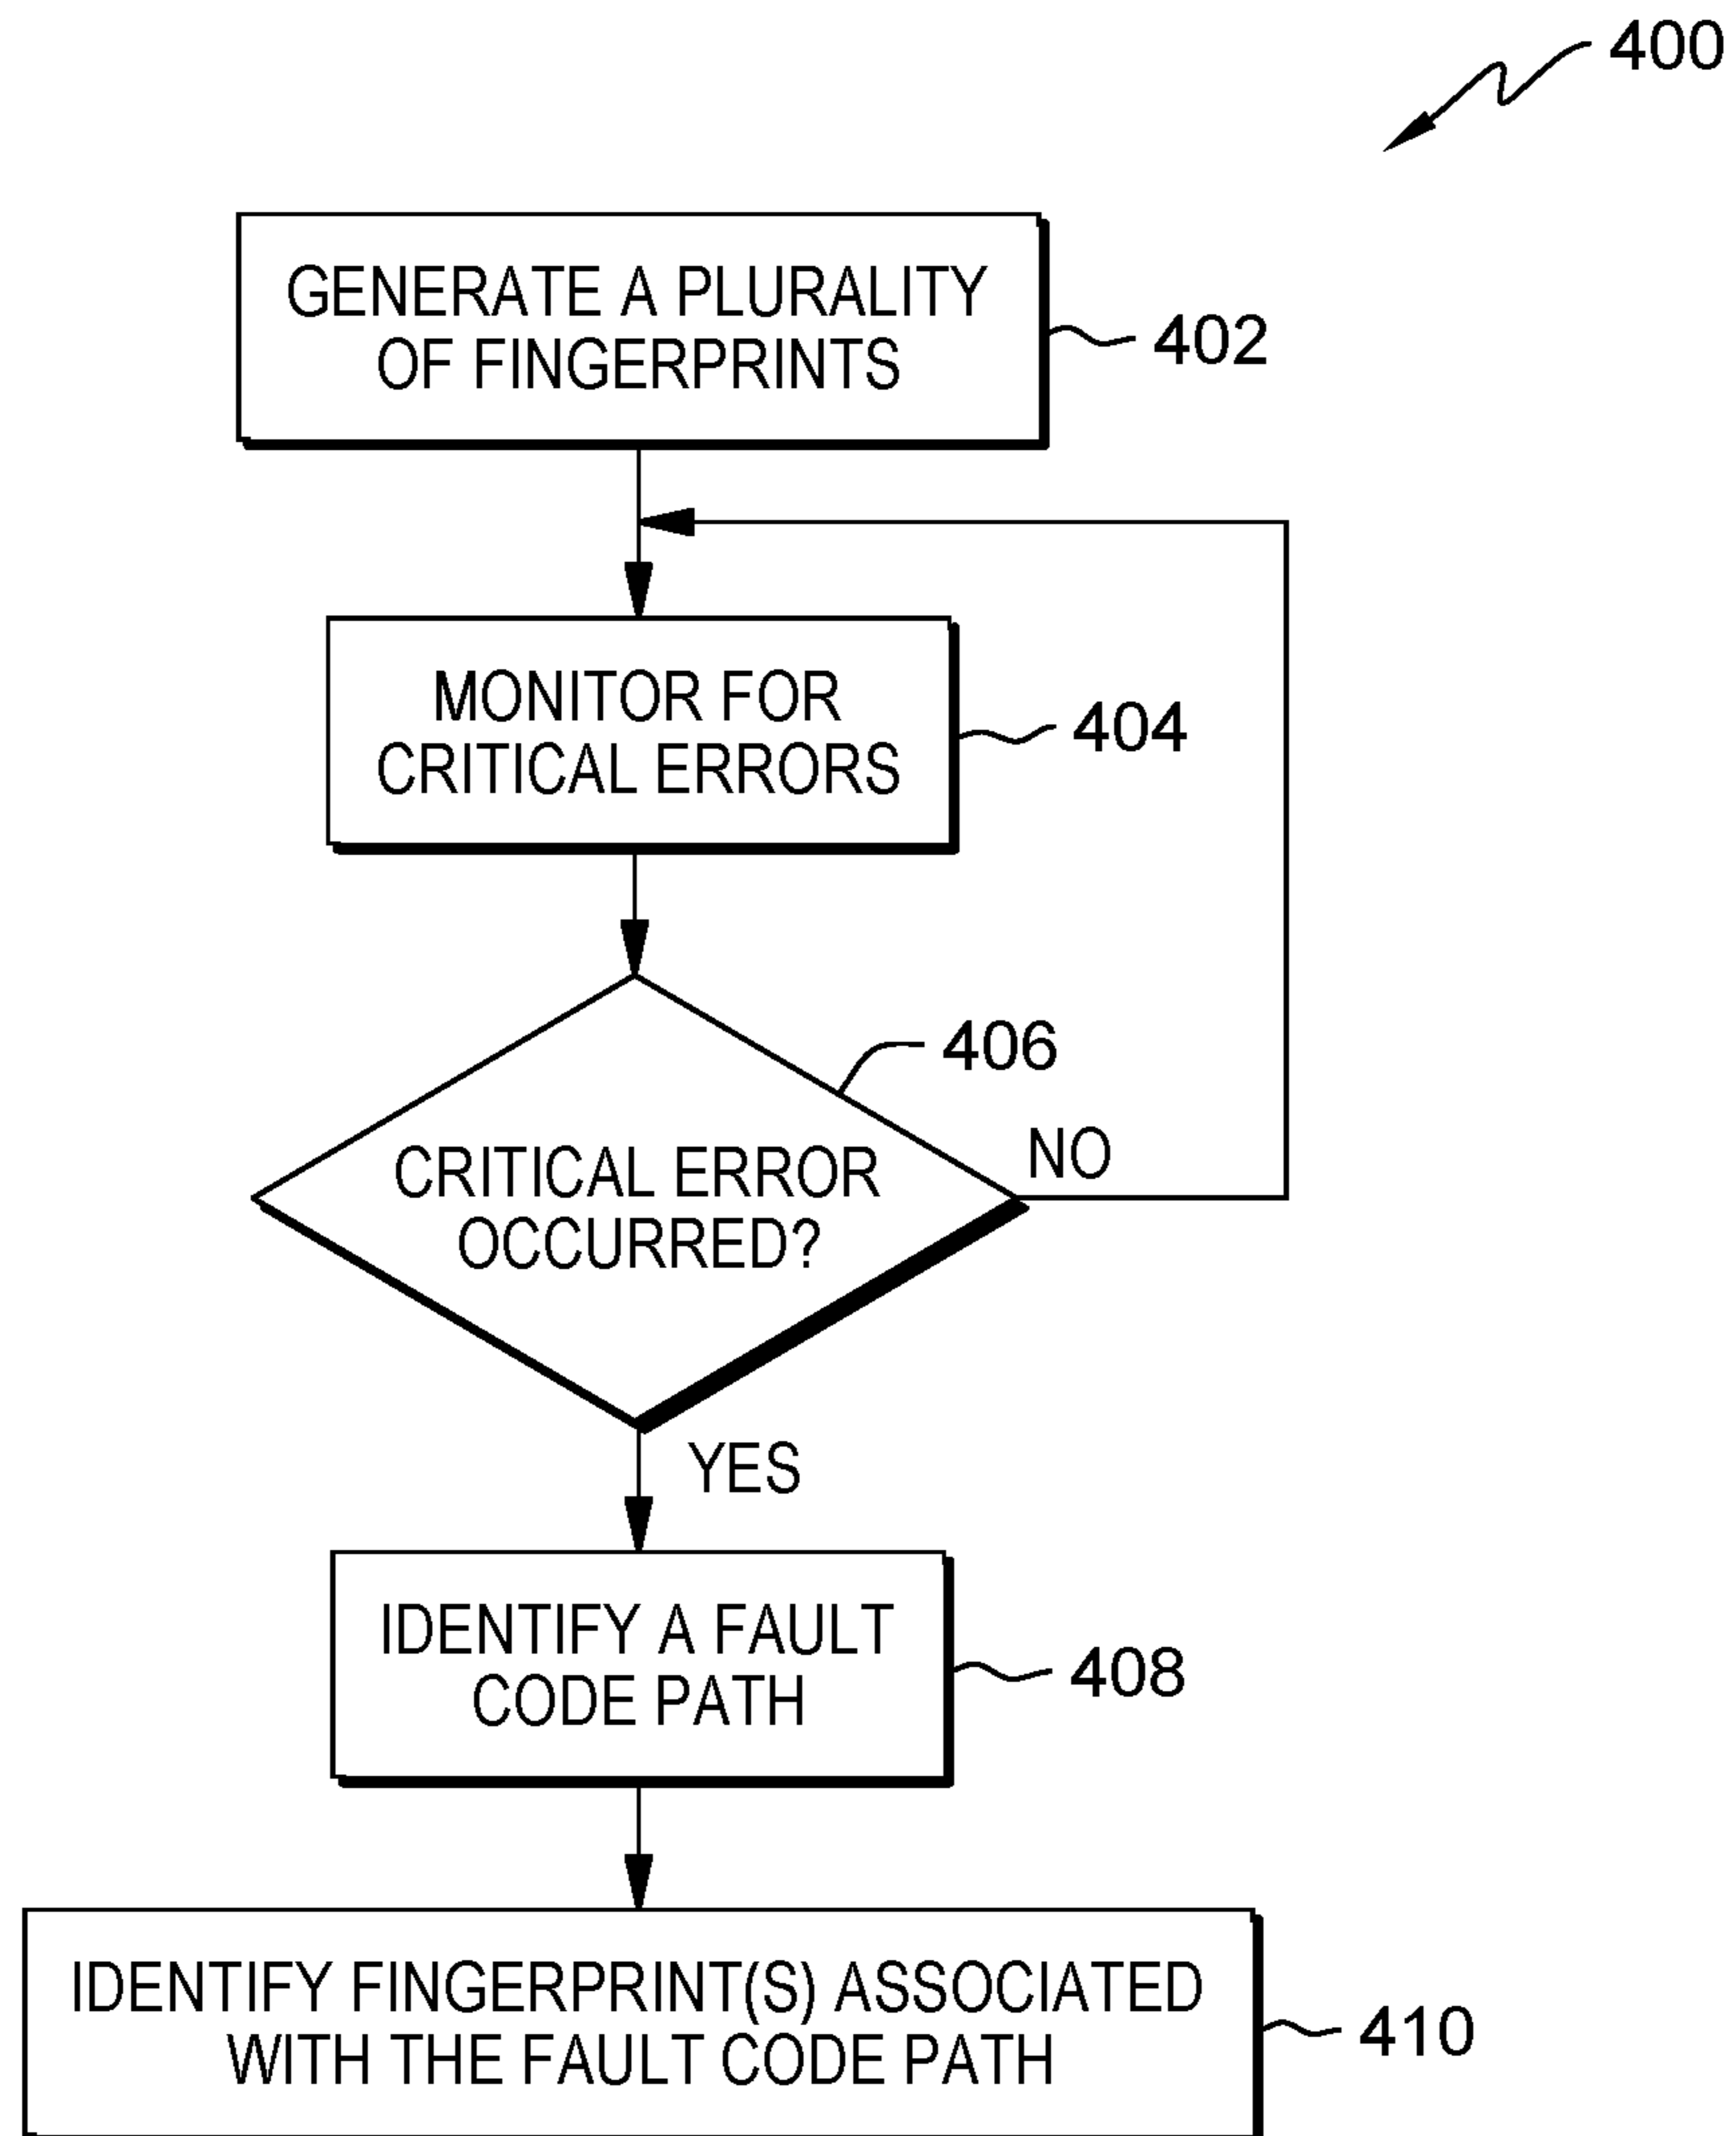 400
GENERATE A PLURALITY
OF FINGERPRINTS
402
MONITOR FOR
CRITICAL ERRORS
404
406
CRITICAL ERROR
OCCURRED?
NO
YES
IDENTIFY A FAULT
CODE PATH
408
IDENTIFY FINGERPRINT(S) ASSOCIATED
WITH THE FAULT CODE PATH
410